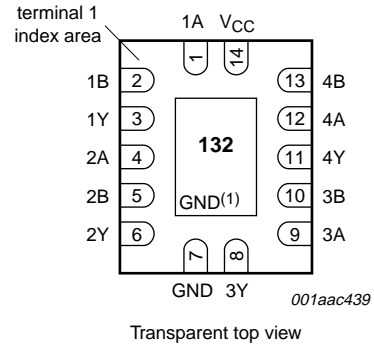 terminal 1
index area
1A VCC
1 14
1B 2 13 4B
1Y 3 12 4A
132
2A 4 11 4Y
2B 5 10 3B
GND(1)
2Y 6 9 3A
7 8
GND 3Y
001aac439
Transparent top view